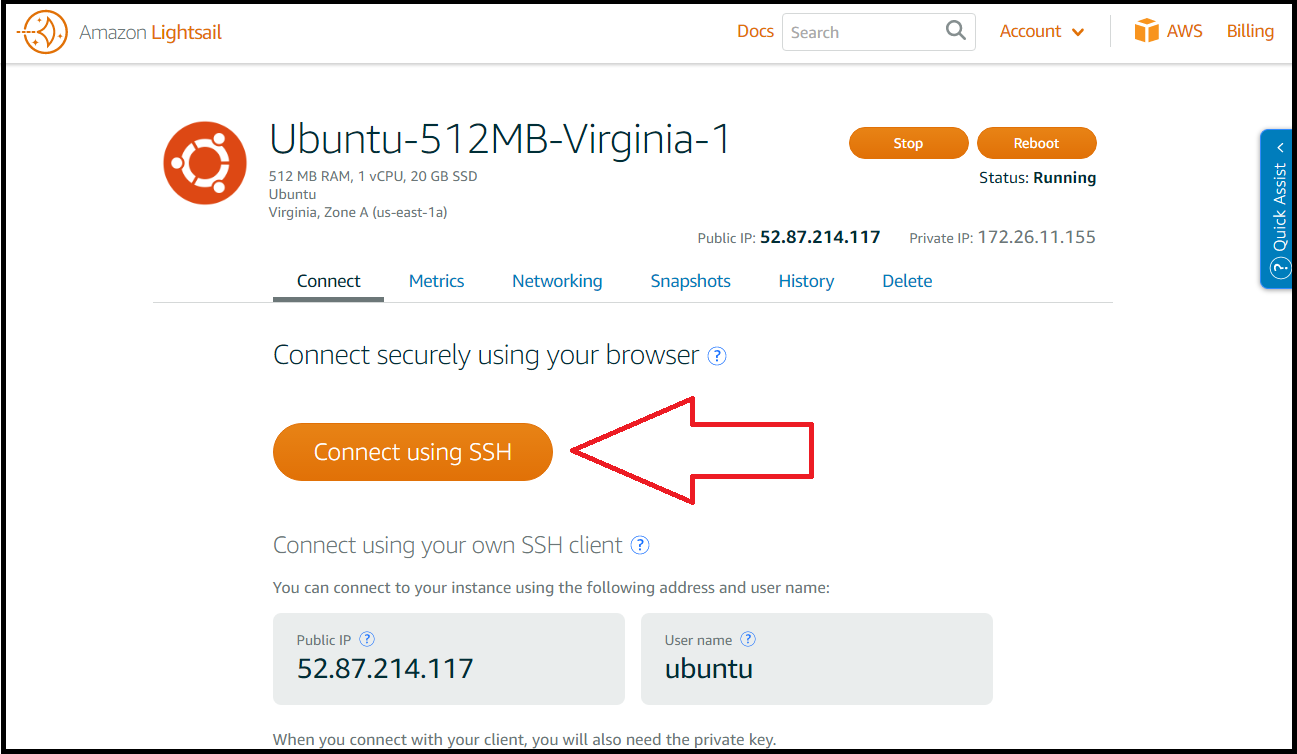 Amazon Lightsail
Docs
Search
Account
AWS
Billing
Ubuntu-512MB-Virginia-1
512 MB RAM, 1 vCPU, 20 GB SSD
Ubuntu
Virginia, Zone A (us-east-1a)
Stop
Reboot
Status: Running
Public IP: 52.87.214.117
Private IP: 172.26.11.155
? Quick Assist
Connect
Metrics
Networking
Snapshots
History
Delete
Connect securely using your browser ?
Connect using SSH
Connect using your own SSH client ?
You can connect to your instance using the following address and user name:
Public IP ?
52.87.214.117
User name ?
ubuntu
When you connect with your client, you will also need the private key.